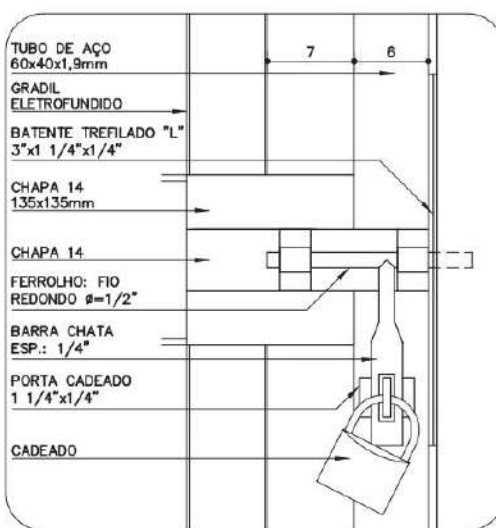 7
6
TUBO DE AÇO
60x40x1,9mm
GRADIL
ELETROFUNDIDO
BATENTE TREFILADO "L"
3"x1 1/4"x1/4"
CHAPA 14
135x135mm
CHAPA 14
FERROLHO: FIO
REDONDO ø=1/2"
BARRA CHATA
ESP.: 1/4"
PORTA CADEADO
1 1/4"x1/4"
CADEADO